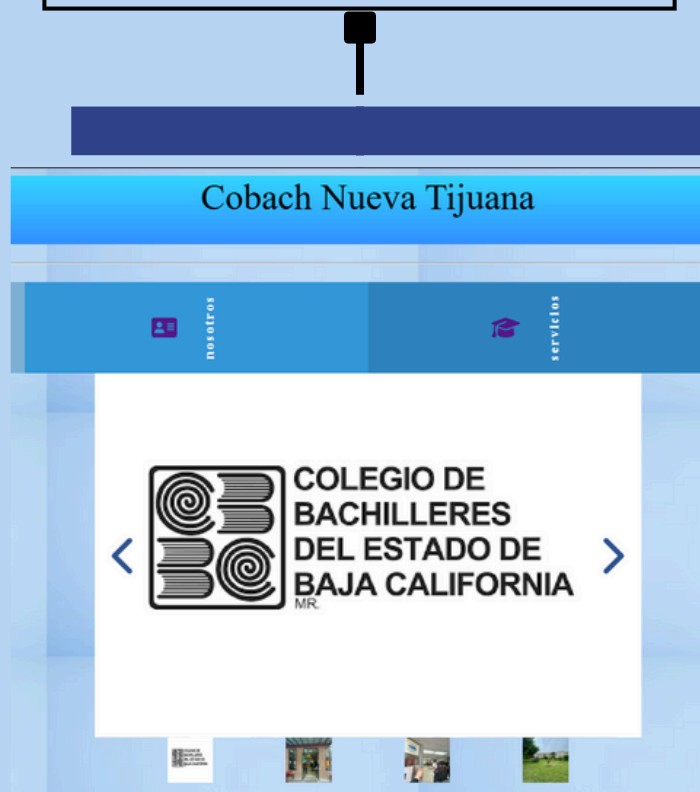 Cobach Nueva Tijuana
nosotros
servicios
COLEGIO DE
BACHILLERES
DEL ESTADO DE
BAJA CALIFORNIA
MR.